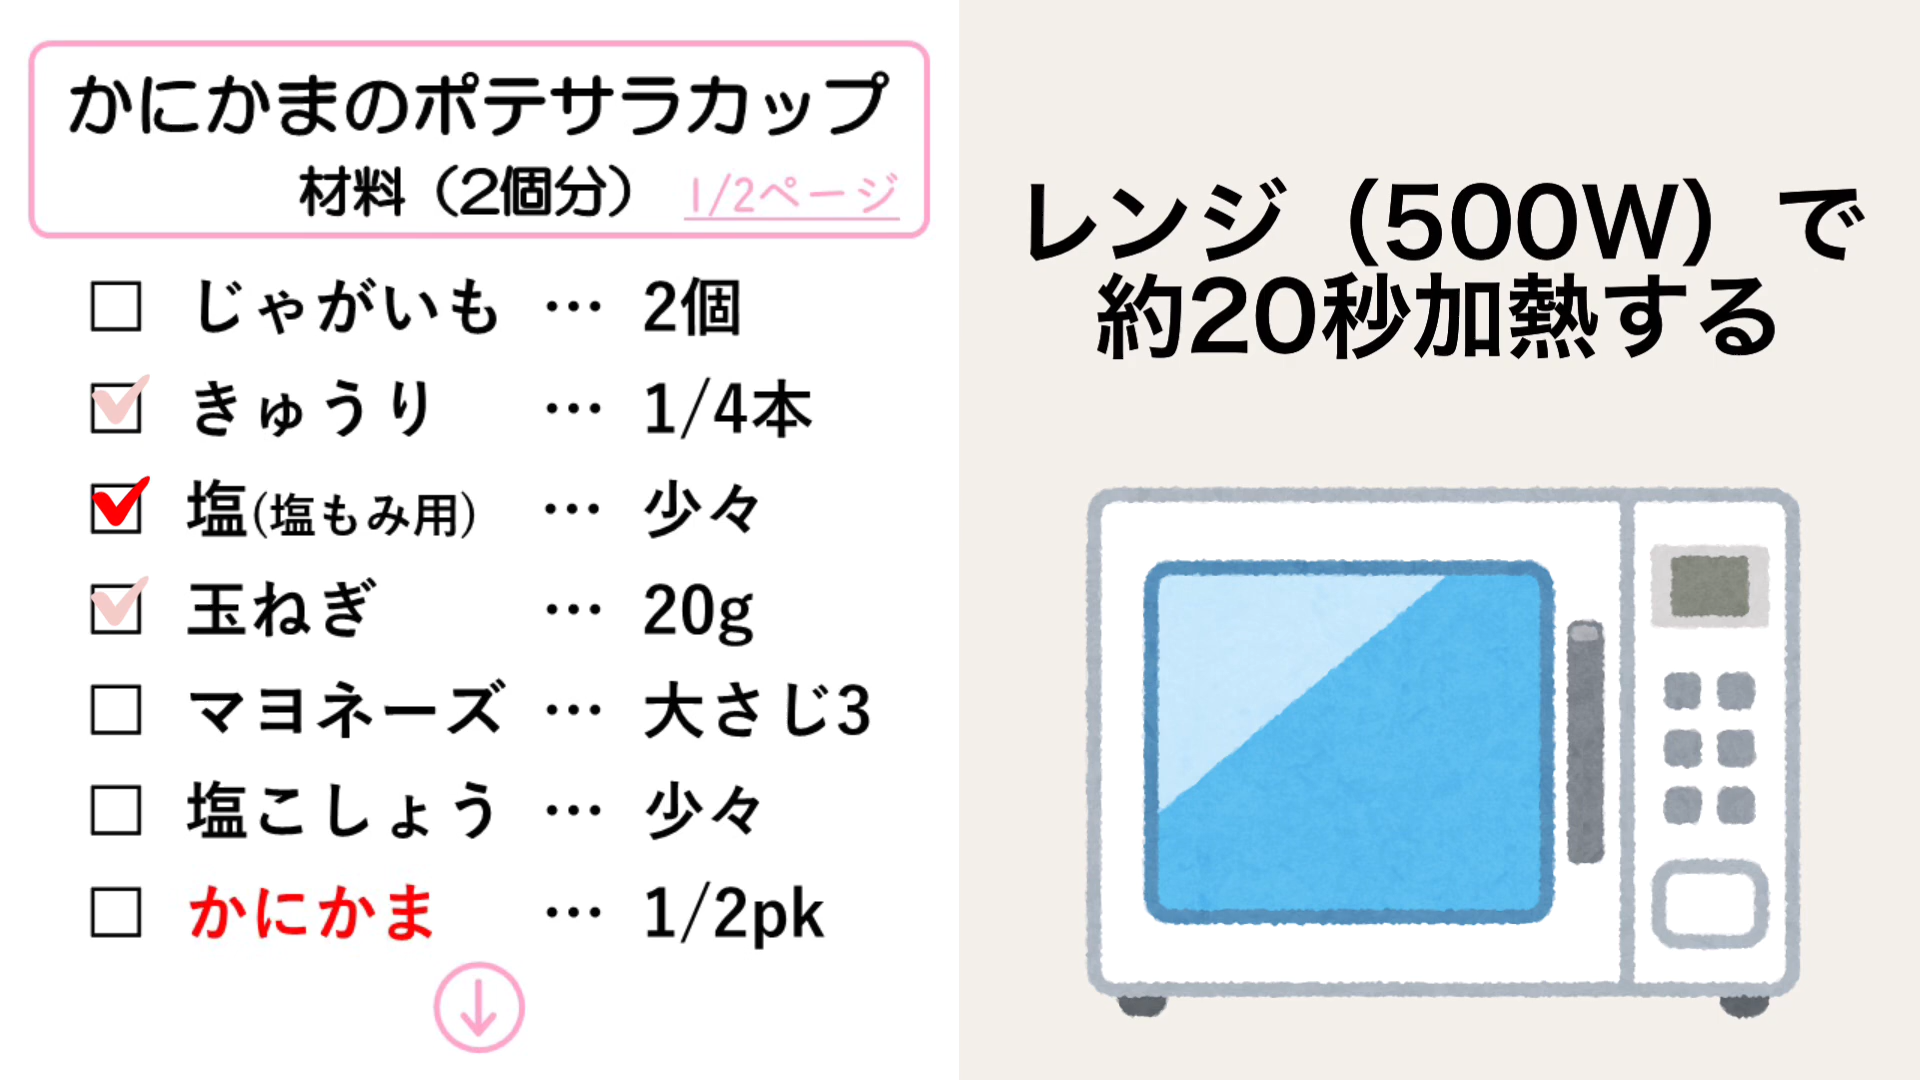 かにかまのポテサラカップ
材料（2個分） 1/2ページ
じゃがいも … 2個
きゅうり … 1/4本
塩(塩もみ用) … 少々
玉ねぎ … 20g
マヨネーズ … 大さじ3
塩こしょう … 少々
かにかま … 1/2pk
レンジ（500W）で
約20秒加熱する